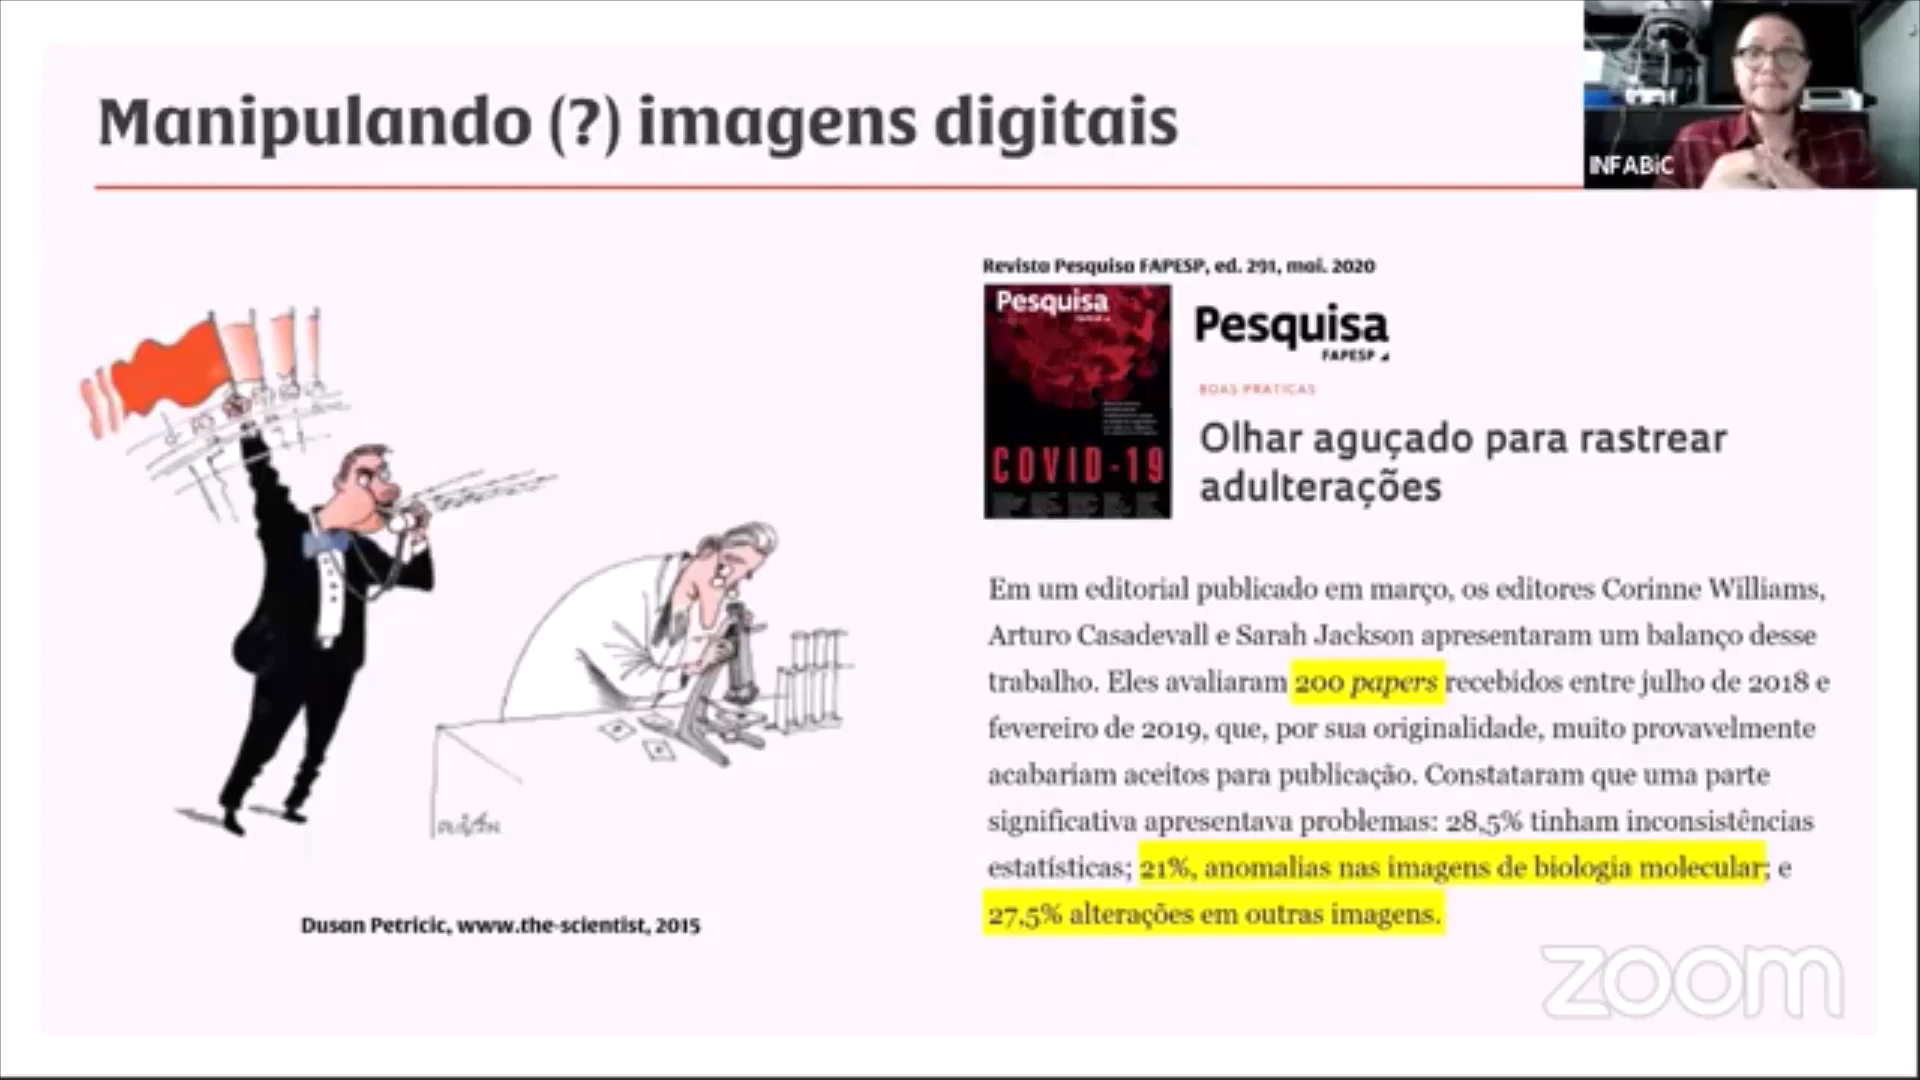 Manipulando (?) imagens digitais
INFABiC
Revista Pesquisa FAPESP, ed. 291, mai. 2020
Pesquisa
FAPESP
COVID-19
Pesquisa
FAPESP
BOAS PRÁTICAS
Olhar aguçado para rastrear
adulterações
Em um editorial publicado em março, os editores Corinne Williams,
Arturo Casadevall e Sarah Jackson apresentaram um balanço desse
trabalho. Eles avaliaram 200 papers recebidos entre julho de 2018 e
fevereiro de 2019, que, por sua originalidade, muito provavelmente
acabariam aceitos para publicação. Constataram que uma parte
significativa apresentava problemas: 28,5% tinham inconsistências
estatísticas; 21%, anomalias nas imagens de biologia molecular; e
27,5% alterações em outras imagens.
Dusan Petricic, www.the-scientist, 2015
zoom